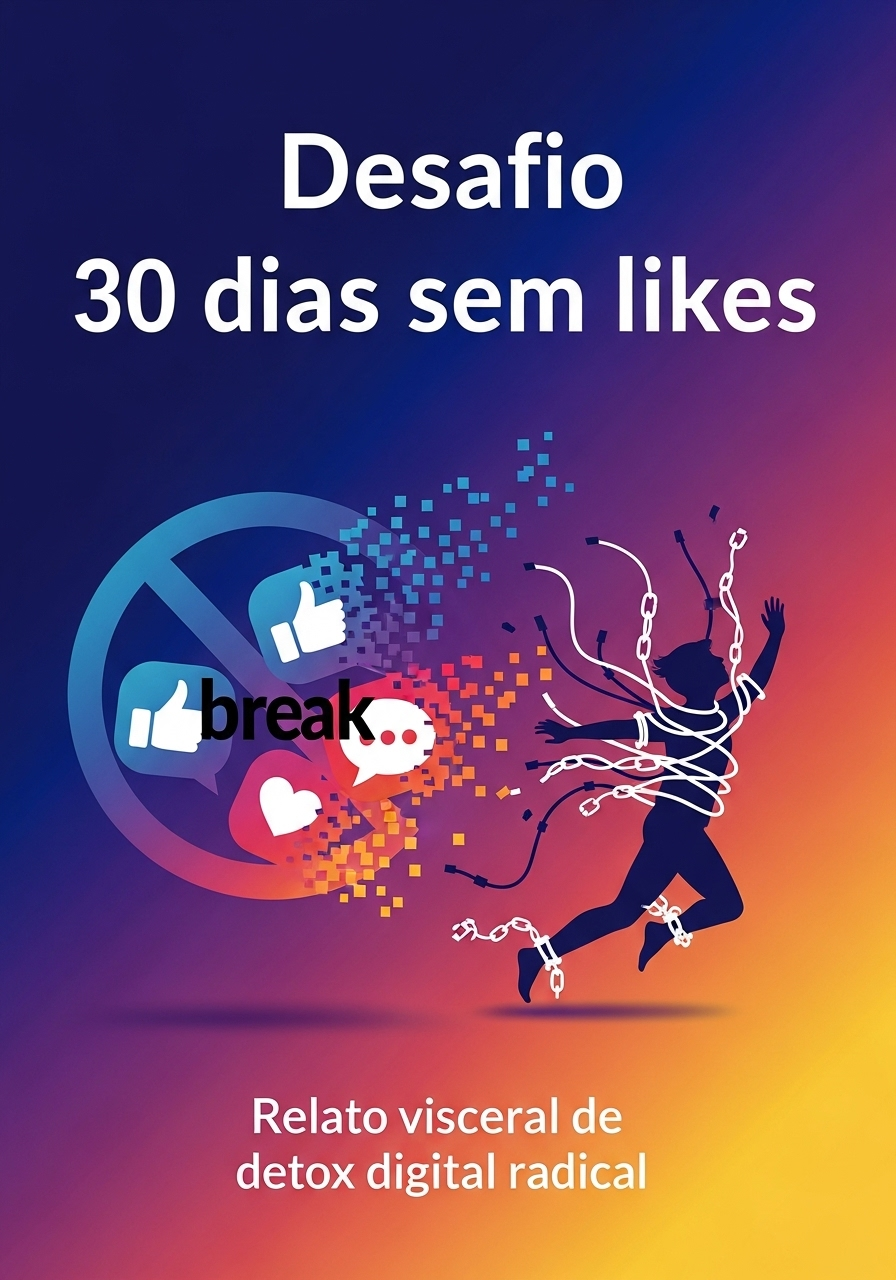 Desafio
30 dias sem likes
break
Relato visceral de
detox digital radical